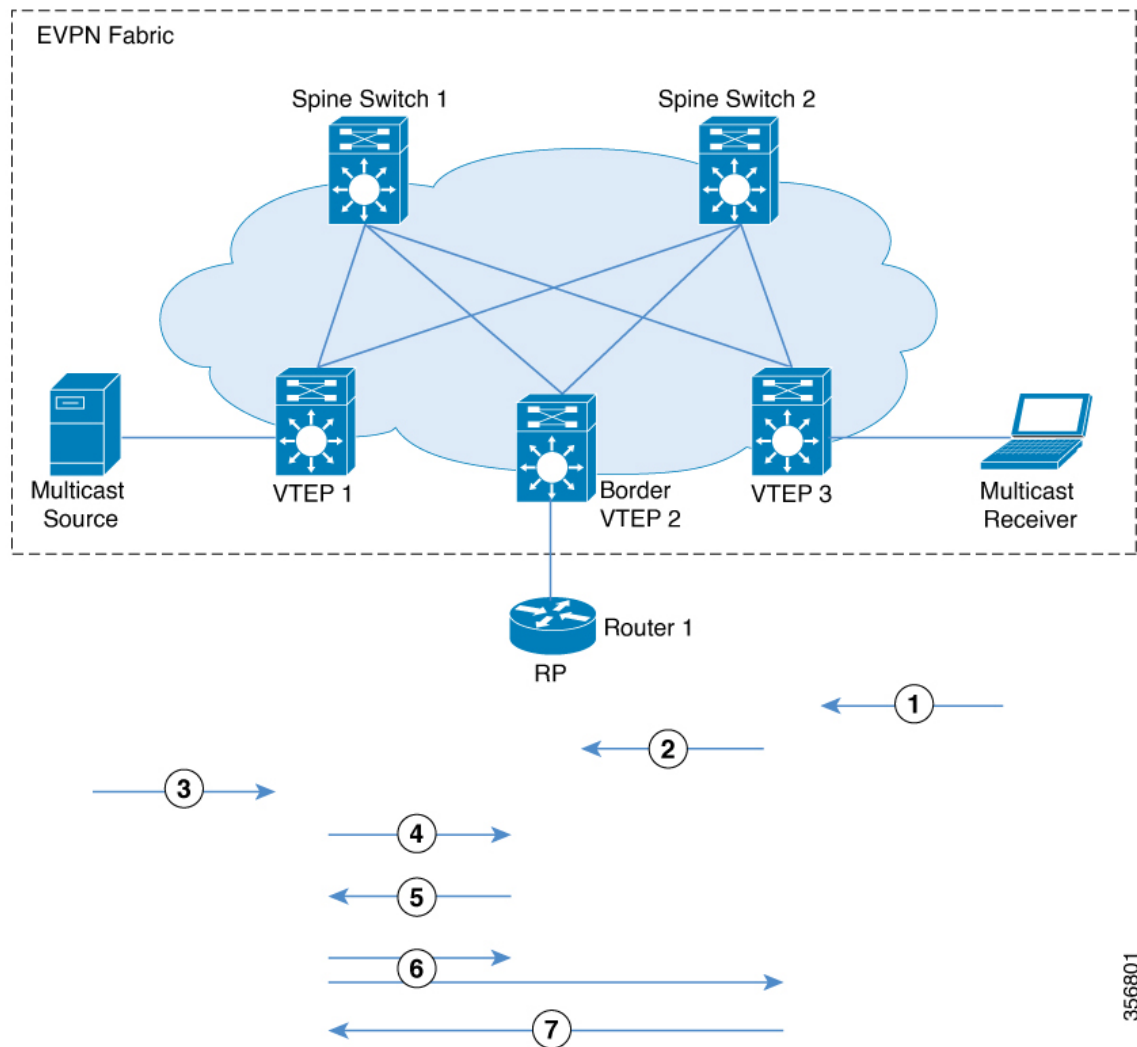 EVPN Fabric
Spine Switch 1
Spine Switch 2
Multicast
Source
VTEP 1
Border
VTEP 2
VTEP 3
Multicast
Receiver
Router 1
RP
1
2
3
4
5
6
7
356801